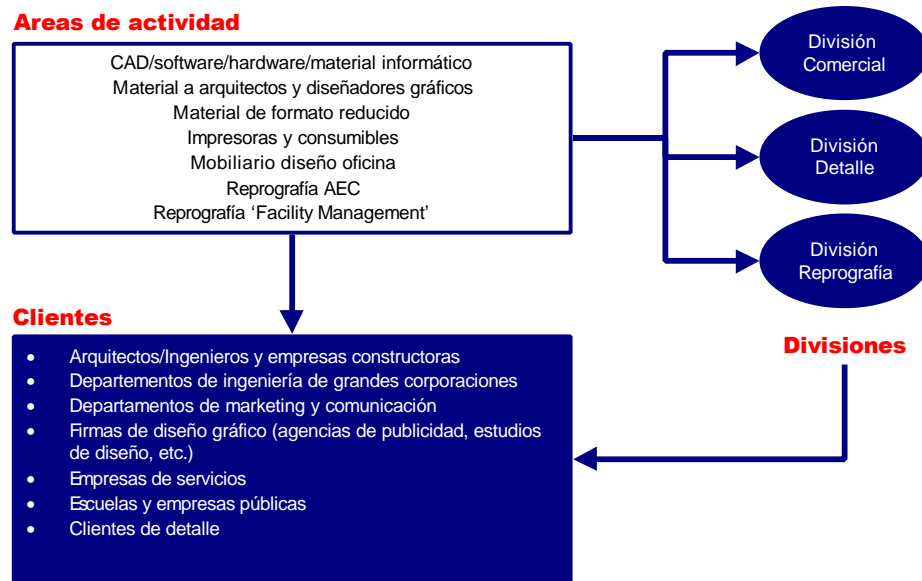 Areas de actividad
CAD/software/hardware/material informático
Material a arquitectos y diseñadores gráficos
Material de formato reducido
Impresoras y consumibles
Mobiliario diseño oficina
Reprografía AEC
Reprografía ‘Facility Management’
División
Comercial
División
Detalle
División
Reprografía
Divisiones
Clientes
• Arquitectos/Ingenieros y empresas constructoras
• Departementos de ingeniería de grandes corporaciones
• Departamentos de marketing y comunicación
• Firmas de diseño gráfico (agencias de publicidad, estudios
de diseño, etc.)
• Empresas de servicios
• Escuelas y empresas públicas
• Clientes de detalle